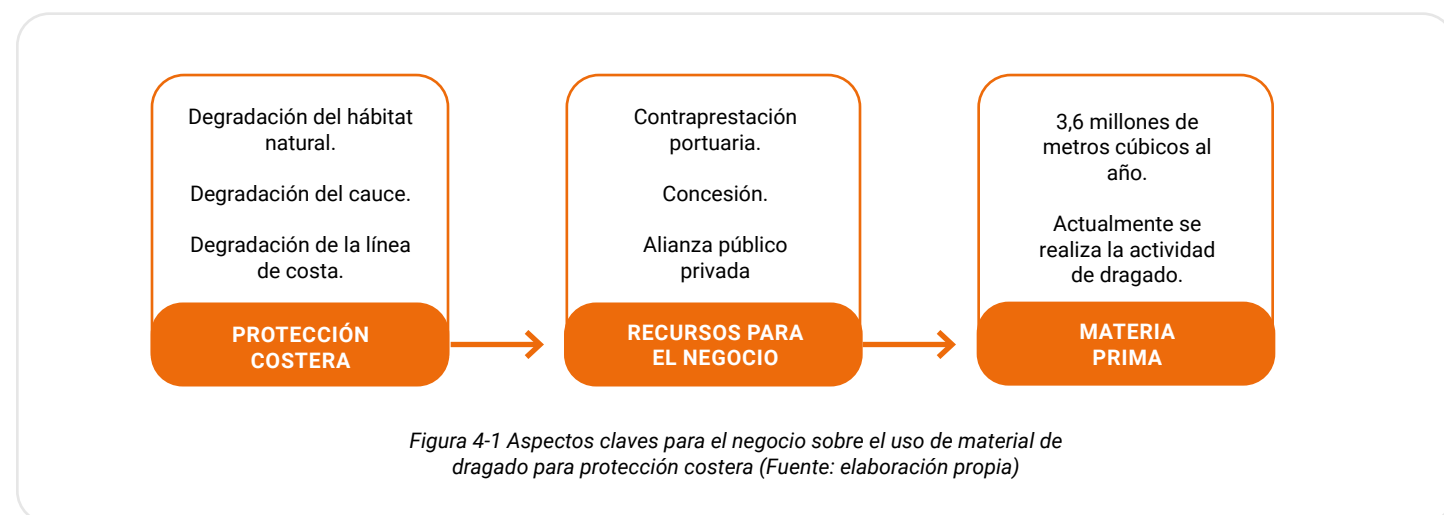 Degradación del hábitat
natural.
Degradación del cauce.
Degradación de la línea
de costa.
PROTECCIÓN
COSTERA
Contraprestación
portuaria.
Concesión.
Alianza público
privada
RECURSOS PARA
EL NEGOCIO
3,6 millones de
metros cúbicos al
año.
Actualmente se
realiza la actividad
de dragado.
MATERIA
PRIMA
Figura 4-1 Aspectos claves para el negocio sobre el uso de material de
dragado para protección costera (Fuente: elaboración propia)